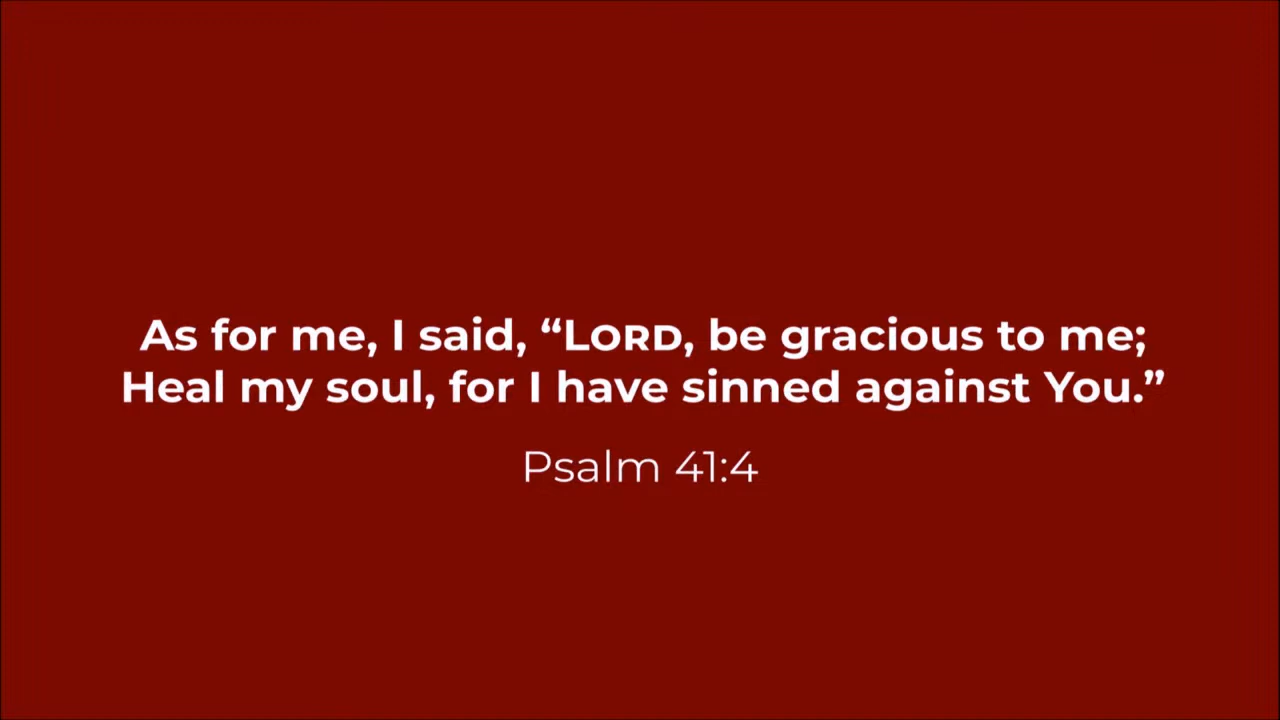 As for me, I said, “LORD, be gracious to me;
Heal my soul, for I have sinned against You.”
Psalm 41:4